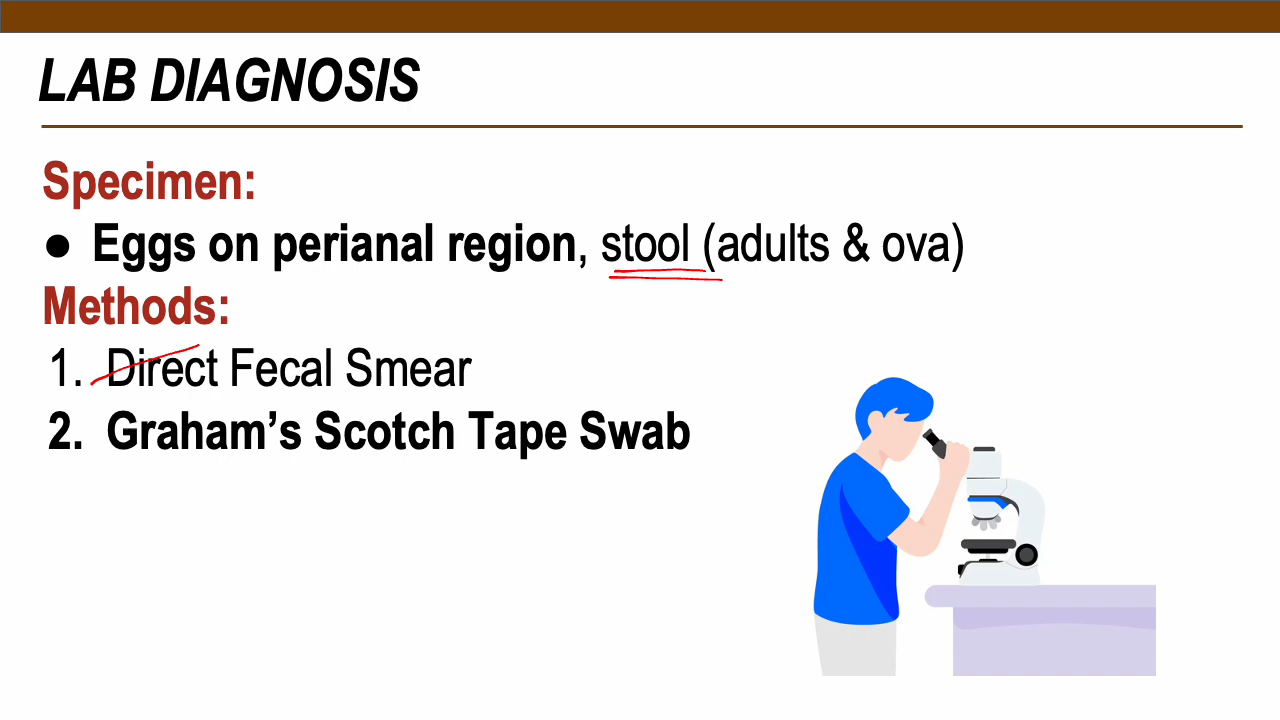 LAB DIAGNOSIS
Specimen:
● Eggs on perianal region, stool (adults & ova)
Methods:
1. Direct Fecal Smear
2. Graham’s Scotch Tape Swab